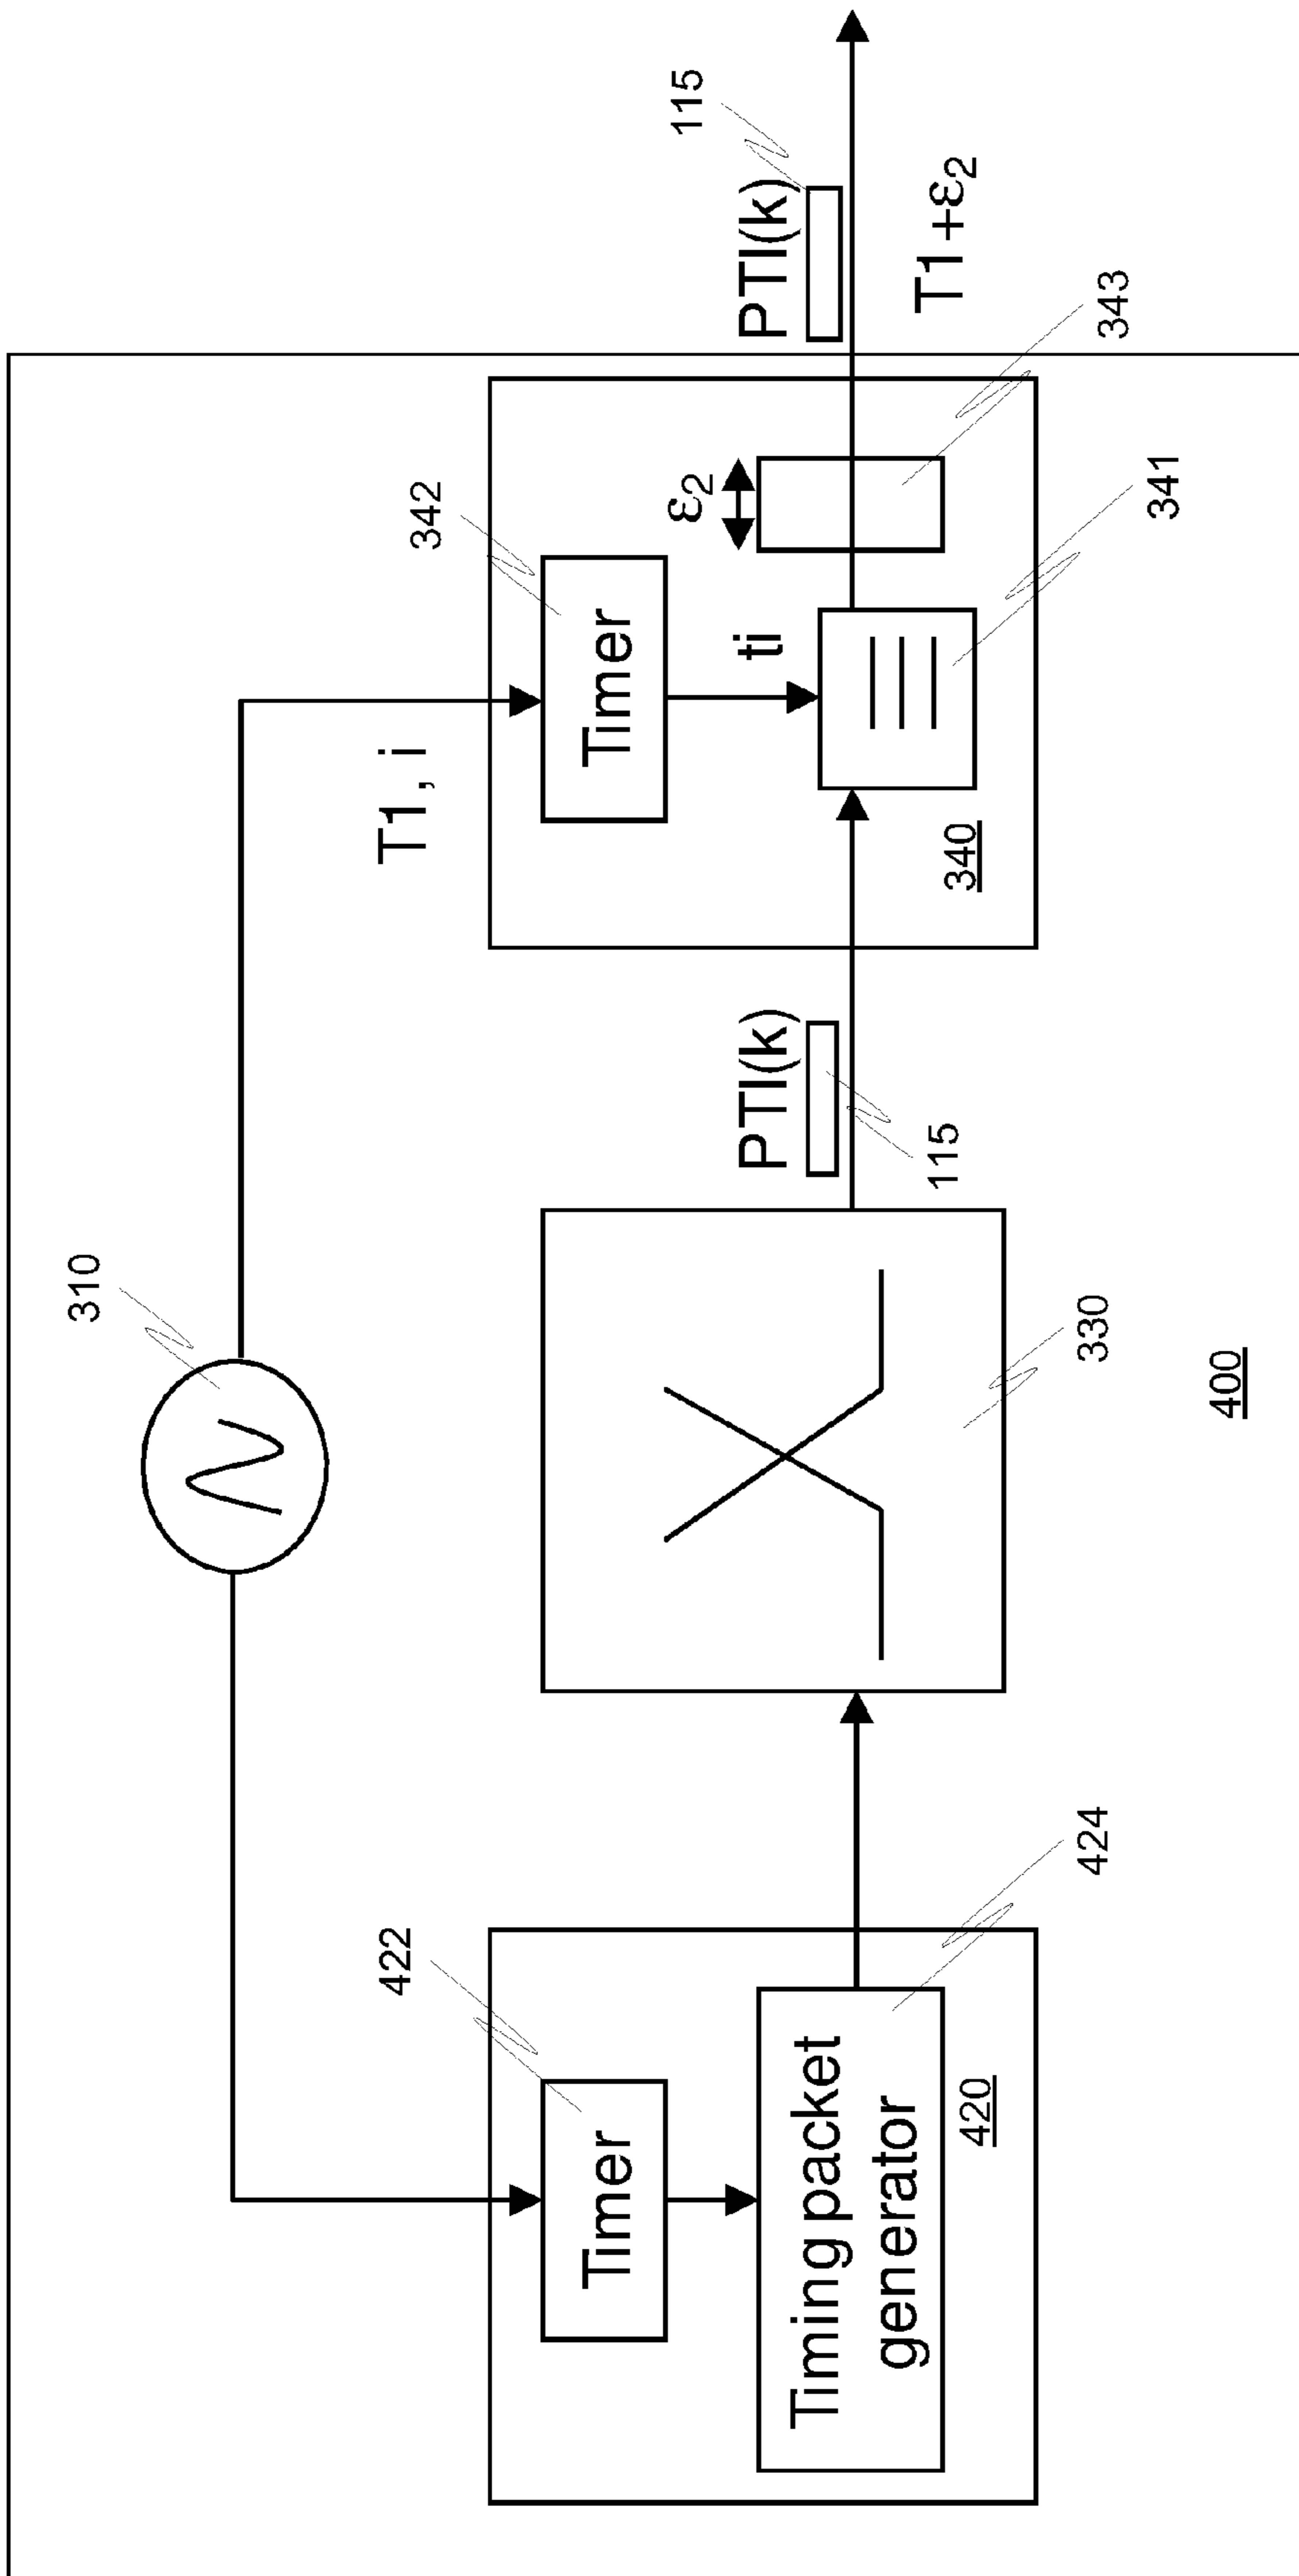 310
T1, i
422
Timer
Timing packet
generator
420
424
330
PTI(k)
115
342
Timer
ti
ε2
340
341
343
PTI(k)
115
T1+ε2
400